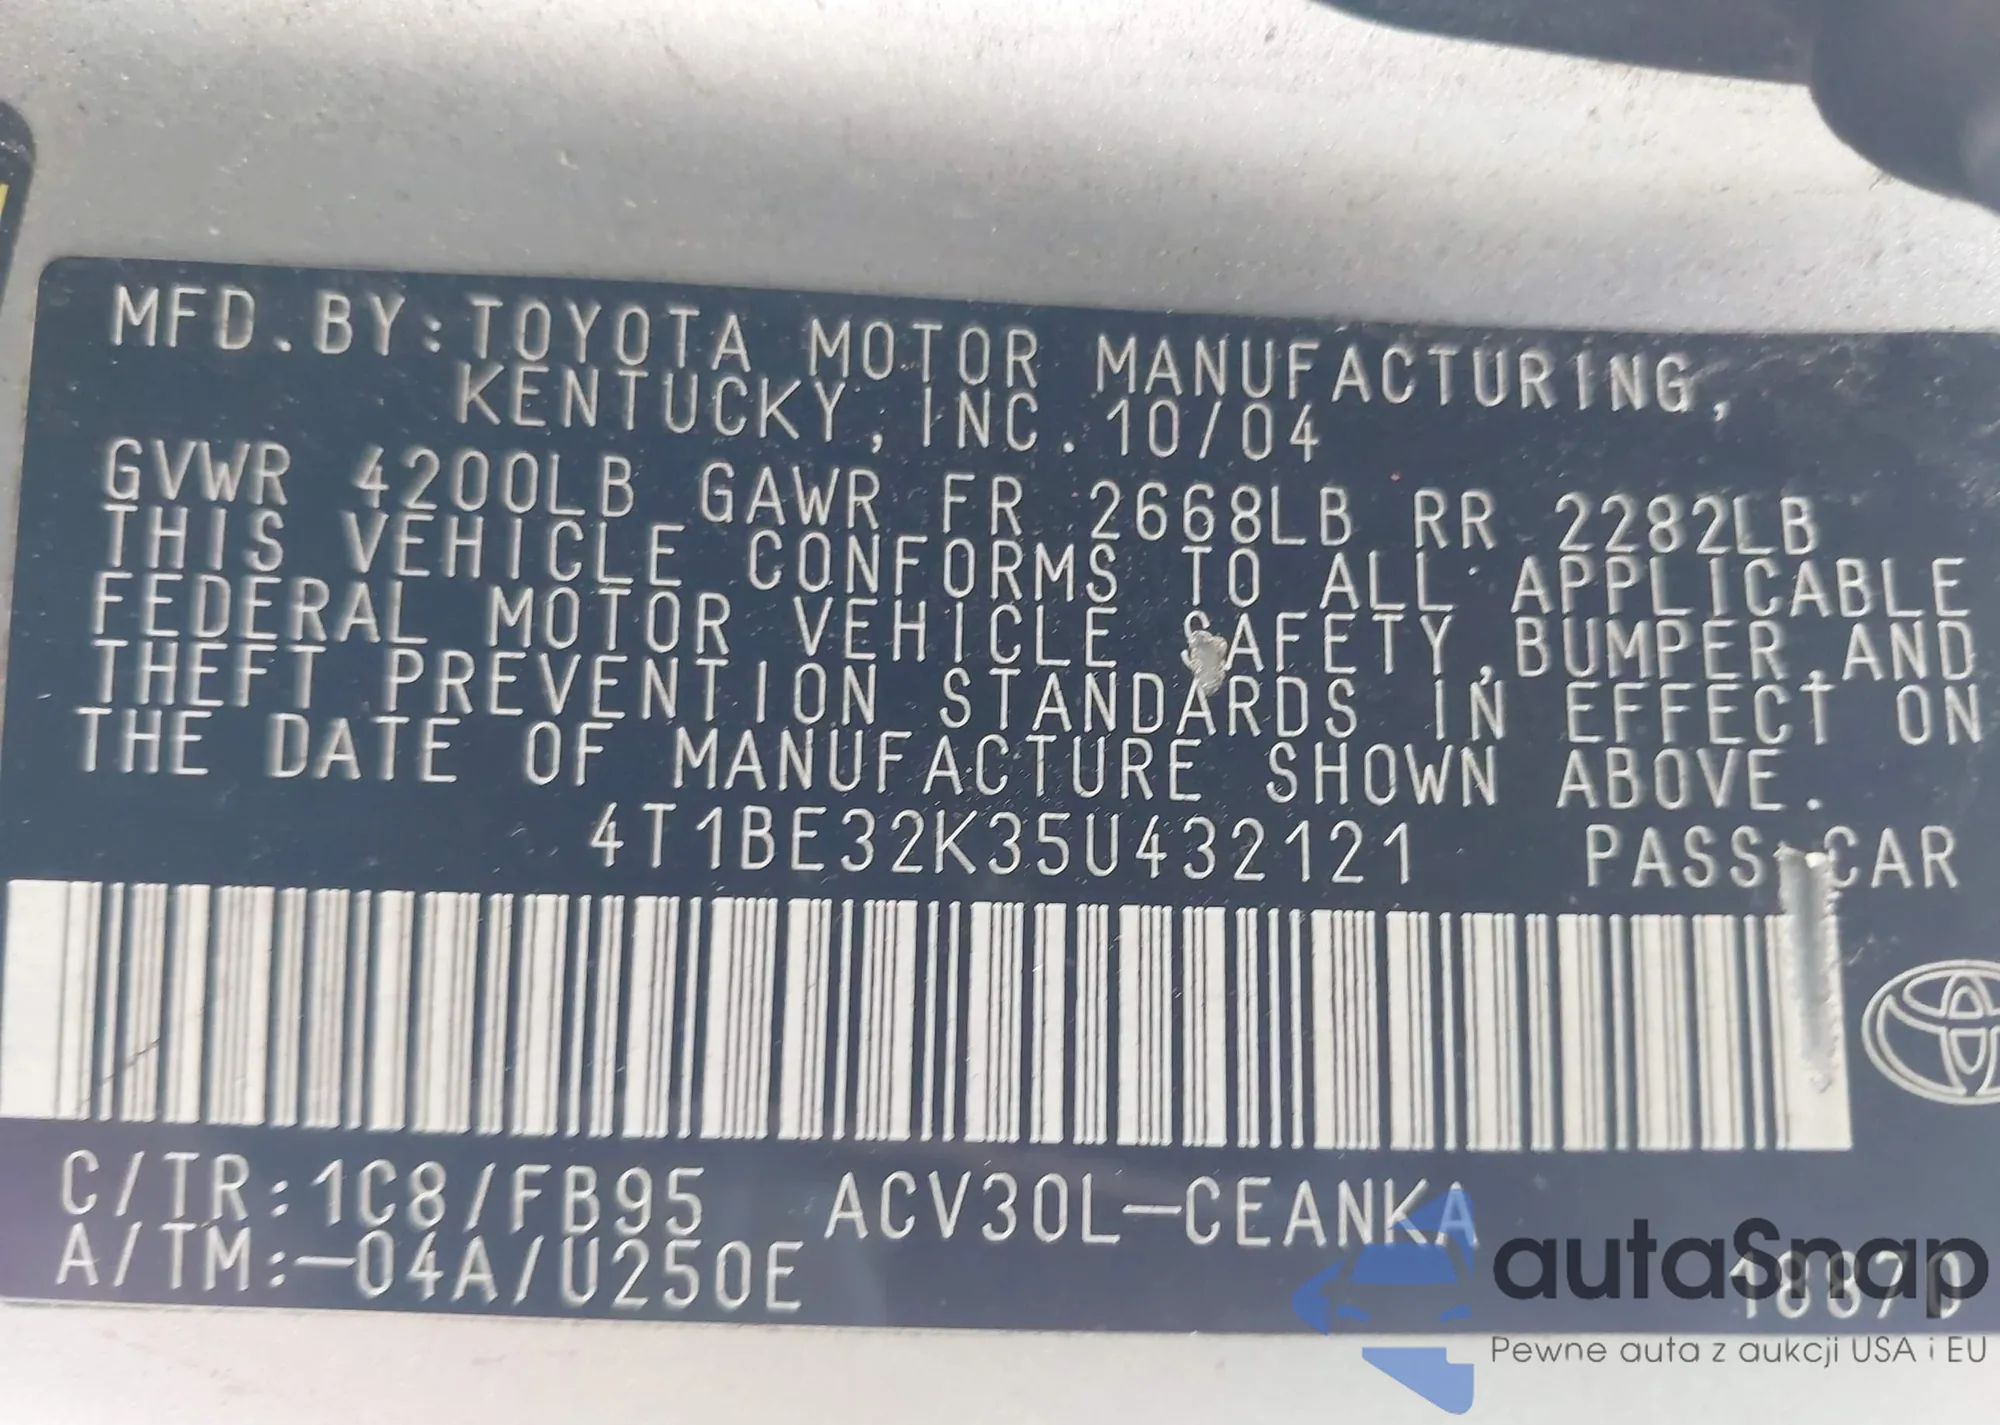 MFD.BY:TOYOTA MOTOR MANUFACTURING,
KENTUCKY, INC. 10/04
GVWR 4200LB GAWR FR 2668LB RR 2282LB
THIS VEHICLE CONFORMS TO ALL APPLICABLE
FEDERAL MOTOR VEHICLE SAFETY,BUMPER,AND
THEFT PREVENTION STANDARDS IN EFFECT ON
THE DATE OF MANUFACTURE SHOWN ABOVE.
4T1BE32K35U432121 PASS.CAR
C/TR:1C8/FB95 ACV30L-CEANKA
A/TM:-04A/U250E 18870
autaSnap
Pewne auta z aukcji USA i EU